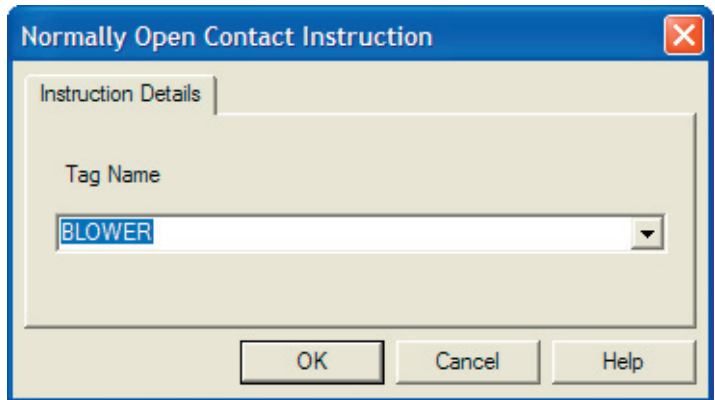 Normally Open Contact Instruction
Instruction Details
Tag Name
BLOWER
OK Cancel Help